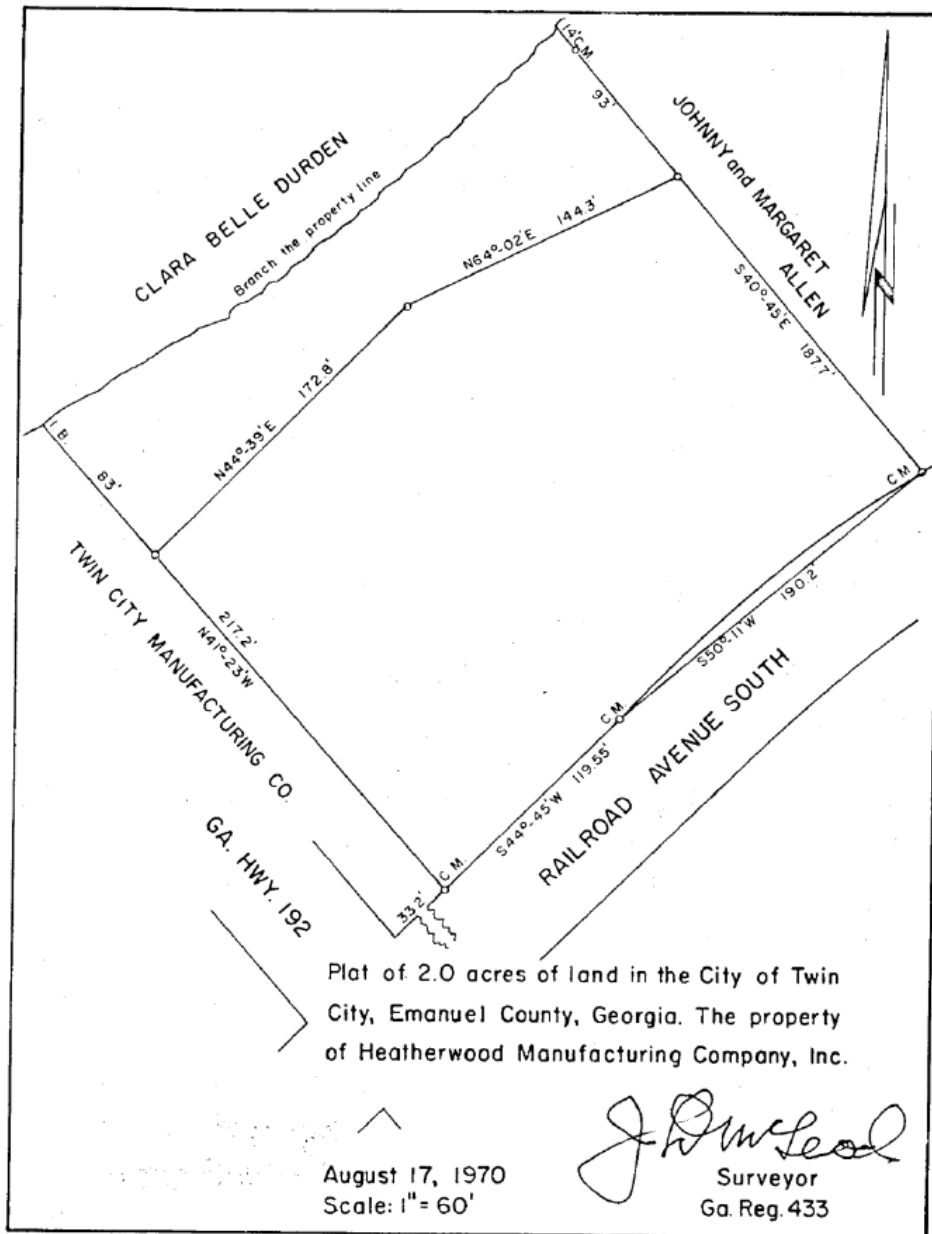 14' C.M.
93'
JOHNNY and MARGARET
ALLEN
CLARA BELLE DURDEN
Branch the property line
N64°-02'E 144.3'
S40°-45'E 187.7'
N44°-39'E 172.8'
I. B.
83'
C M
TWIN CITY MANUFACTURING CO.
217.2'
N41°-23'W
S50°-11'W 190.2'
C.M.
S44°-45'W 119.55'
RAILROAD AVENUE SOUTH
C. M.
33.2'
GA. HWY. 192
Plat of 2.0 acres of land in the City of Twin
City, Emanuel County, Georgia. The property
of Heatherwood Manufacturing Company, Inc.
J D McLeod
August 17, 1970
Scale: 1" = 60'
Surveyor
Ga. Reg. 433